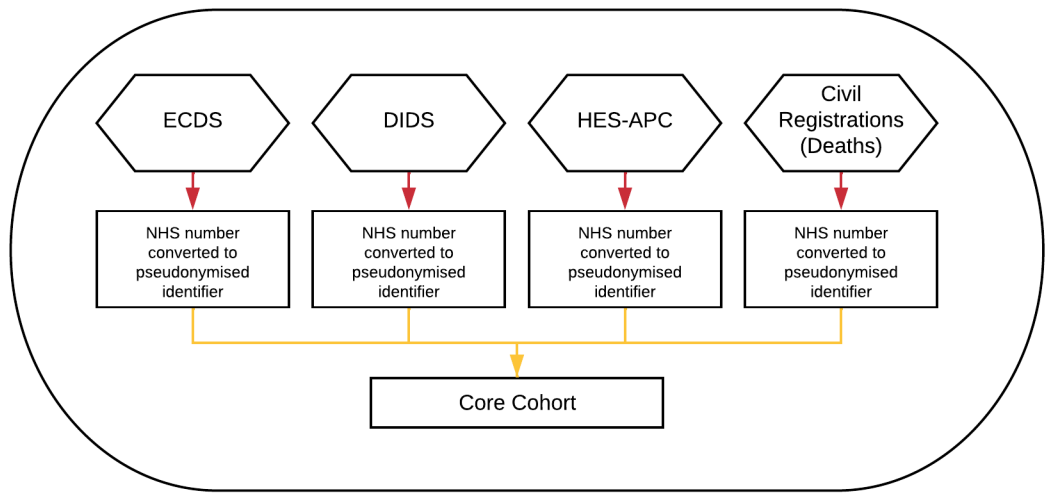 ECDS
DIDS
HES-APC
Civil
Registrations
(Deaths)
NHS number
converted to
pseudonymised
identifier
NHS number
converted to
pseudonymised
identifier
NHS number
converted to
pseudonymised
identifier
NHS number
converted to
pseudonymised
identifier
Core Cohort